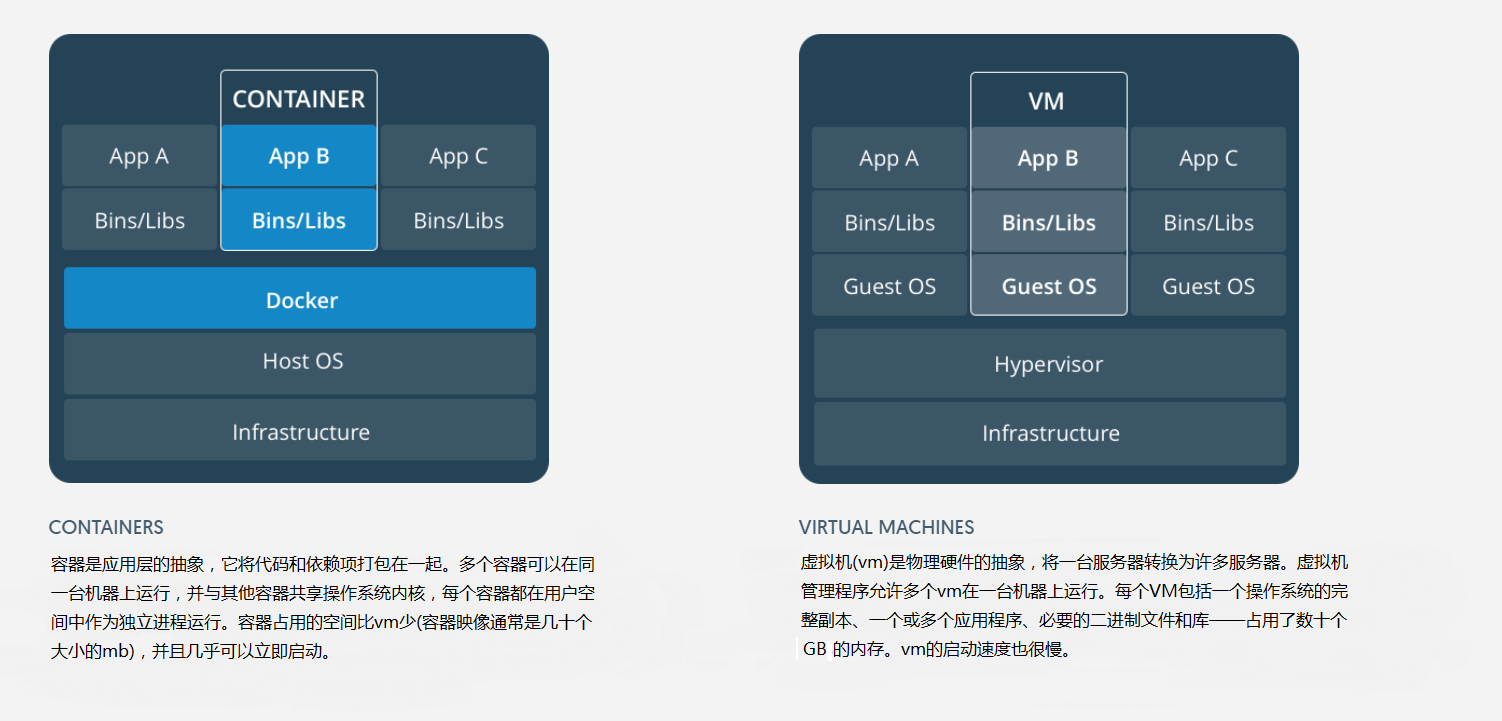 CONTAINER
App A
App B
App C
Bins/Libs
Bins/Libs
Bins/Libs
Docker
Host OS
Infrastructure
CONTAINERS
容器是应用层的抽象，它将代码和依赖项打包在一起。多个容器可以在同
一台机器上运行，并与其他容器共享操作系统内核，每个容器都在用户空
间中作为独立进程运行。容器占用的空间比vm少(容器映像通常是几十个
大小的mb)，并且几乎可以立即启动。
VM
App A
App B
App C
Bins/Libs
Bins/Libs
Bins/Libs
Guest OS
Guest OS
Guest OS
Hypervisor
Infrastructure
VIRTUAL MACHINES
虚拟机(vm)是物理硬件的抽象，将一台服务器转换为许多服务器。虚拟机
管理程序允许多个vm在一台机器上运行。每个VM包括一个操作系统的完
整副本、一个或多个应用程序、必要的二进制文件和库——占用了数十个
GB 的内存。vm的启动速度也很慢。